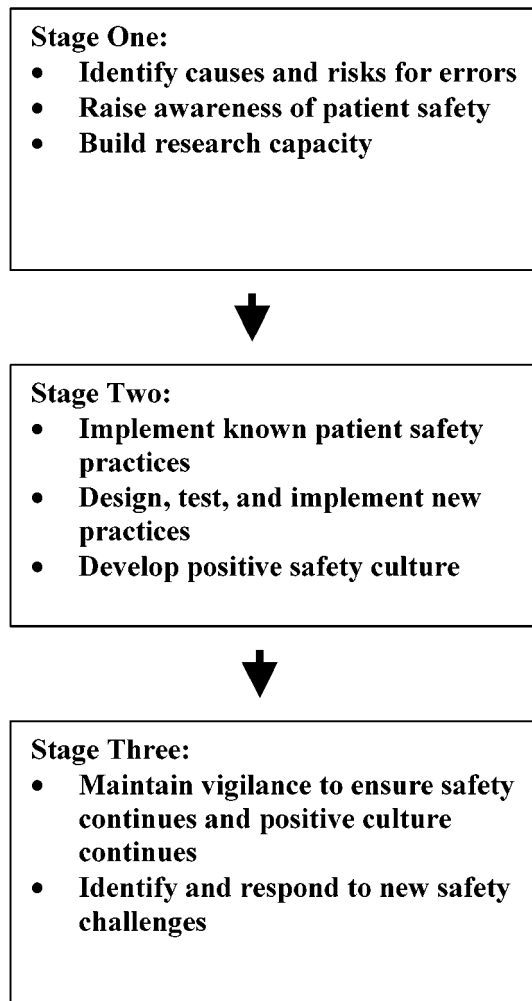 Stage One:
• Identify causes and risks for errors
• Raise awareness of patient safety
• Build research capacity
Stage Two:
• Implement known patient safety
practices
• Design, test, and implement new
practices
• Develop positive safety culture
Stage Three:
• Maintain vigilance to ensure safety
continues and positive culture
continues
• Identify and respond to new safety
challenges